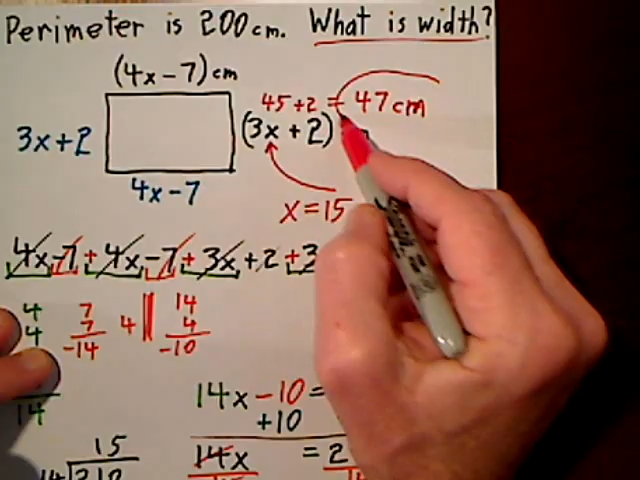 Perimeter is 200 cm. What is width?
(4x-7) cm
45+2 = 47 cm
3x+2
(3x+2)
4x-7
x=15
4x-7+4x-7+3x+2+3
4
4
14
7
7
-14
4
14
4
-10
14x-10=
+10
14x = 2
15
14